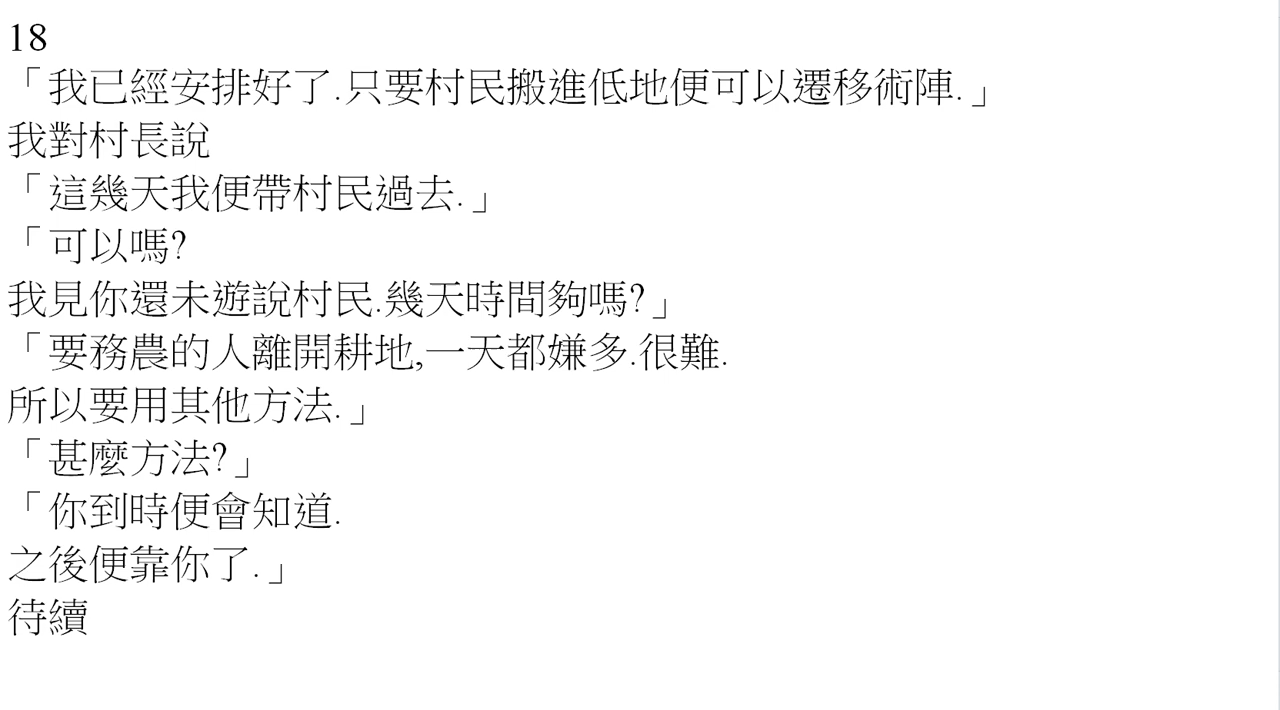 18
「我已經安排好了.只要村民搬進低地便可以遷移術陣.」
我對村長說
「這幾天我便帶村民過去.」
「可以嗎?
我見你還未遊說村民.幾天時間夠嗎?」
「要務農的人離開耕地,一天都嫌多.很難.
所以要用其他方法.」
「甚麼方法?」
「你到時便會知道.
之後便靠你了.」
待續